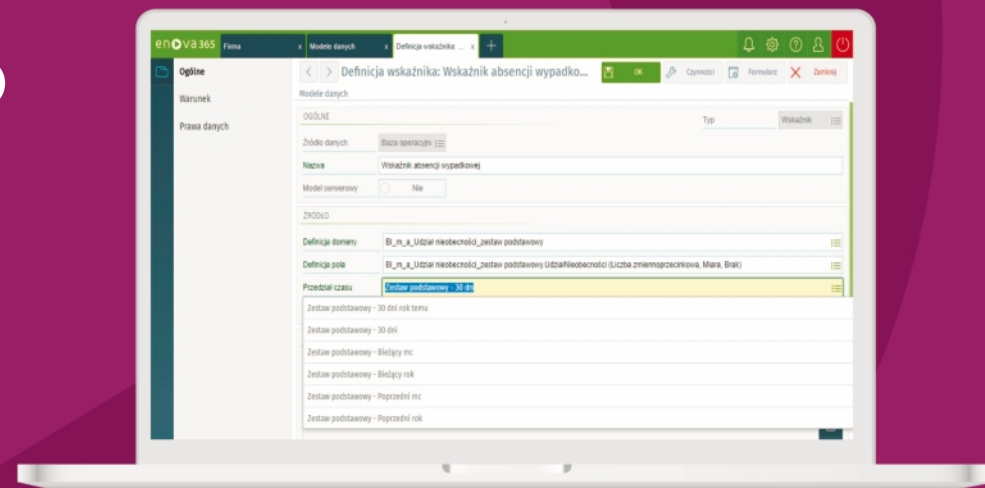 enova365 Firma x Modele danych x Definicja wskaźnika: ... x +
Ogólne
Warunek
Prawa danych
Definicja wskaźnika: Wskaźnik absencji wypadko... OK Czynności Formularz Zamknij
Modele danych
OGÓLNE Typ Wskaźnik
Źródło danych Baza operacyjn
Nazwa Wskaźnik absencji wypadkowej
Model serwerowy Nie
ŹRÓDŁO
Definicja domeny BI_m_a_Udział nieobecności_zestaw podstawowy
Definicja pola BI_m_a_Udział nieobecności_zestaw podstawowy.UdziałNieobecności (Liczba zmiennoprzecinkowa, Miara, Brak)
Przedział czasu Zestaw podstawowy - 30 dni
Zestaw podstawowy - 30 dni rok temu
Zestaw podstawowy - 30 dni
Zestaw podstawowy - Bieżący mc
Zestaw podstawowy - Bieżący rok
Zestaw podstawowy - Poprzedni mc
Zestaw podstawowy - Poprzedni rok